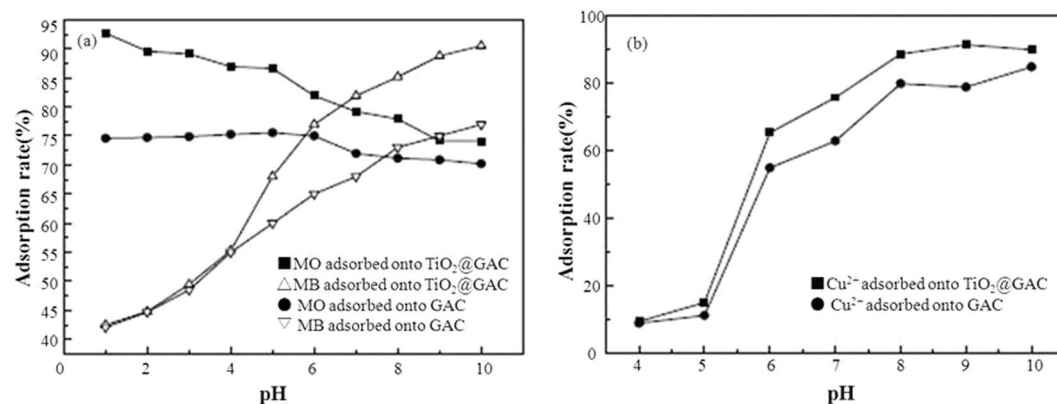 (a)
95
90
85
80
75
70
65
60
55
50
45
40
0 2 4 6 8 10
pH
Adsorption rate(%)
MO adsorbed onto TiO₂@GAC
MB adsorbed onto TiO₂@GAC
MO adsorbed onto GAC
MB adsorbed onto GAC
(b)
100
80
60
40
20
0
4 5 6 7 8 9 10
pH
Adsorption rate(%)
Cu²⁺ adsorbed onto TiO₂@GAC
Cu²⁺ adsorbed onto GAC